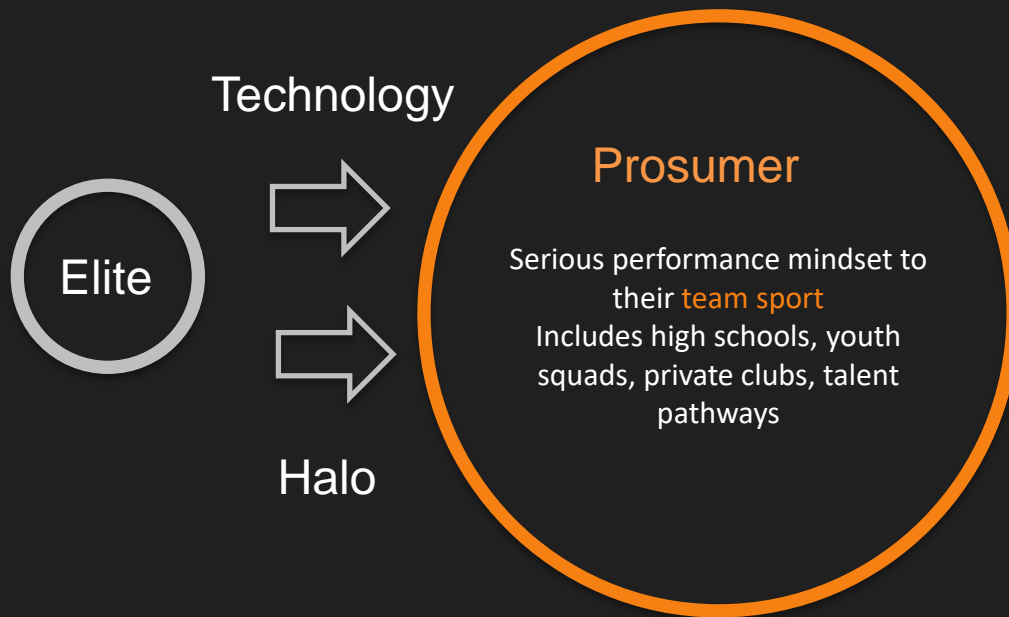 Technology
Elite
Halo
Prosumer
Serious performance mindset to
their team sport
Includes high schools, youth
squads, private clubs, talent
pathways